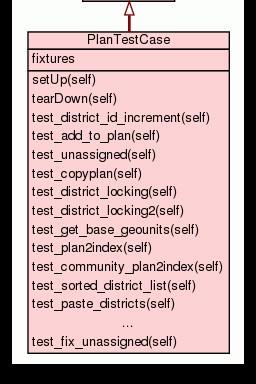 PlanTestCase
fixtures
setUp(self)
tearDown(self)
test_district_id_increment(self)
test_add_to_plan(self)
test_unassigned(self)
test_copyplan(self)
test_district_locking(self)
test_district_locking2(self)
test_get_base_geounits(self)
test_plan2index(self)
test_community_plan2index(self)
test_sorted_district_list(self)
test_paste_districts(self)
...
test_fix_unassigned(self)